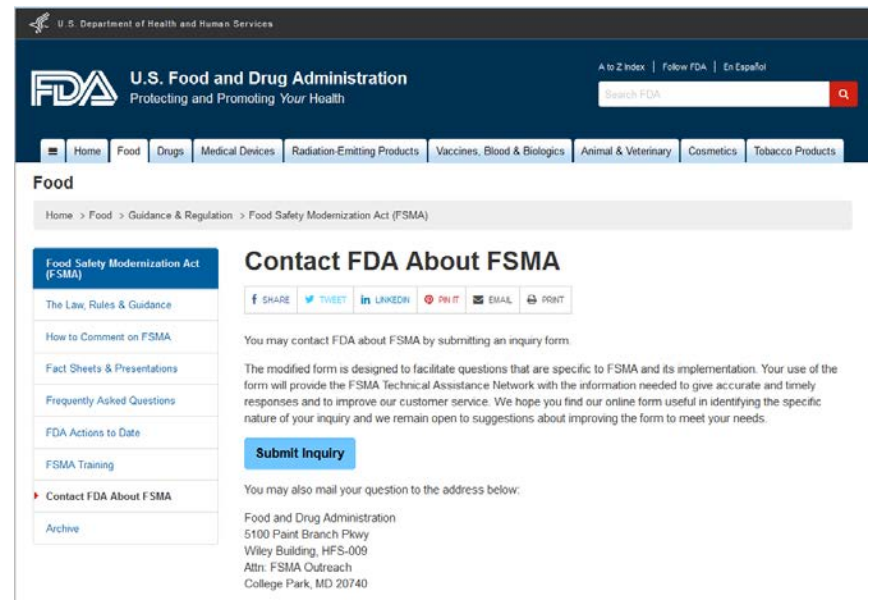 U.S. Department of Health and Human Services
FDA
U.S. Food and Drug Administration
Protecting and Promoting Your Health
A to Z Index | Follow FDA | En Español
Search FDA
Home
Food
Drugs
Medical Devices
Radiation-Emitting Products
Vaccines, Blood & Biologics
Animal & Veterinary
Cosmetics
Tobacco Products
Food
Home > Food > Guidance & Regulation > Food Safety Modernization Act (FSMA)
Food Safety Modernization Act
(FSMA)
The Law, Rules & Guidance
How to Comment on FSMA
Fact Sheets & Presentations
Frequently Asked Questions
FDA Actions to Date
FSMA Training
Contact FDA About FSMA
Archive
Contact FDA About FSMA
f SHARE
TWEET
in LINKEDIN
PIN IT
EMAIL
PRINT
You may contact FDA about FSMA by submitting an inquiry form.
The modified form is designed to facilitate questions that are specific to FSMA and its implementation. Your use of the
form will provide the FSMA Technical Assistance Network with the information needed to give accurate and timely
responses and to improve our customer service. We hope you find our online form useful in identifying the specific
nature of your inquiry and we remain open to suggestions about improving the form to meet your needs.
Submit Inquiry
You may also mail your question to the address below:
Food and Drug Administration
5100 Paint Branch Pkwy
Wiley Building, HFS-009
Attn: FSMA Outreach
College Park, MD 20740